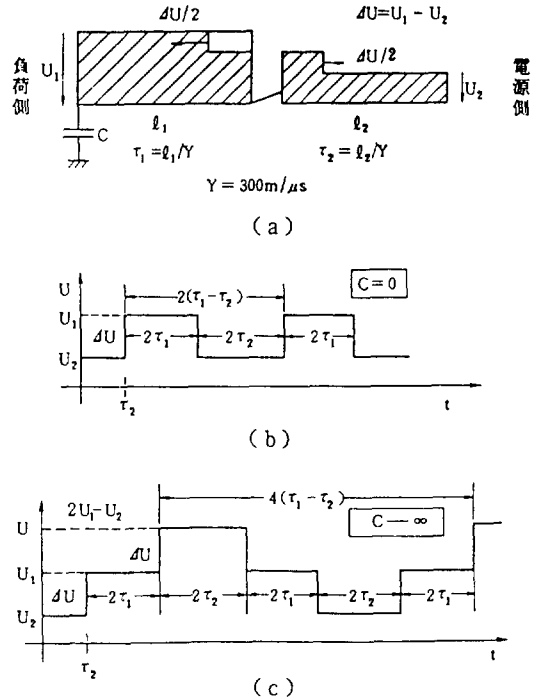 ΔU/2
ΔU=U₁ − U₂
負荷側
U₁
ΔU/2
U₂
電源側
C
ℓ₁
ℓ₂
τ₁ =ℓ₁/Y
τ₂ =ℓ₂/Y
Y = 300m/μs
(a)
U
2(τ₁−τ₂)
C=0
U₁
ΔU
2τ₁
2τ₂
2τ₁
U₂
τ₂
t
(b)
4(τ₁−τ₂)
2U₁−U₂
C—∞
U
ΔU
U₁
ΔU
2τ₁
2τ₂
2τ₁
2τ₂
2τ₁
U₂
τ₂
t
(c)